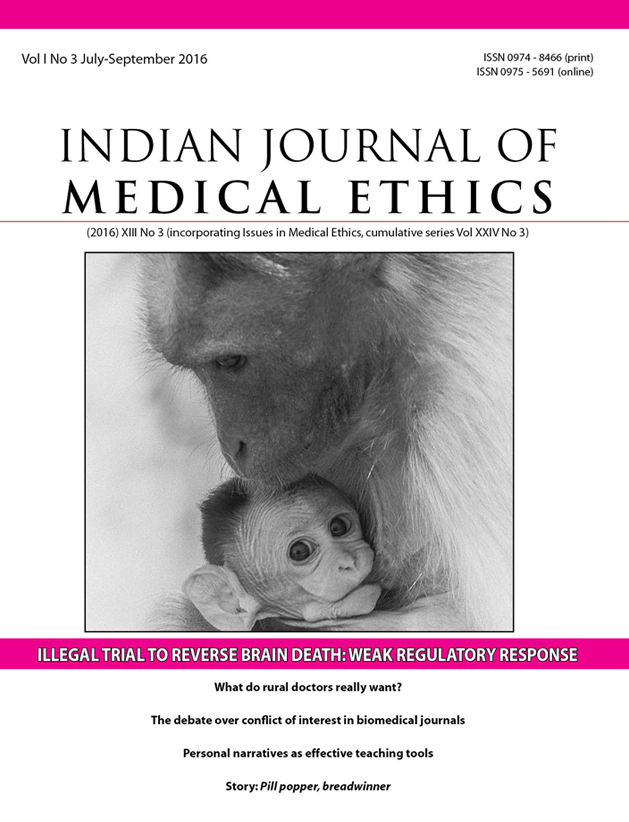 Vol I No 3 July-September 2016
ISSN 0974 - 8466 (print)
ISSN 0975 - 5691 (online)
INDIAN JOURNAL OF
MEDICAL ETHICS
(2016) XIII No 3 (incorporating Issues in Medical Ethics, cumulative series Vol XXIV No 3)
ILLEGAL TRIAL TO REVERSE BRAIN DEATH: WEAK REGULATORY RESPONSE
What do rural doctors really want?
The debate over conflict of interest in biomedical journals
Personal narratives as effective teaching tools
Story: Pill popper, breadwinner